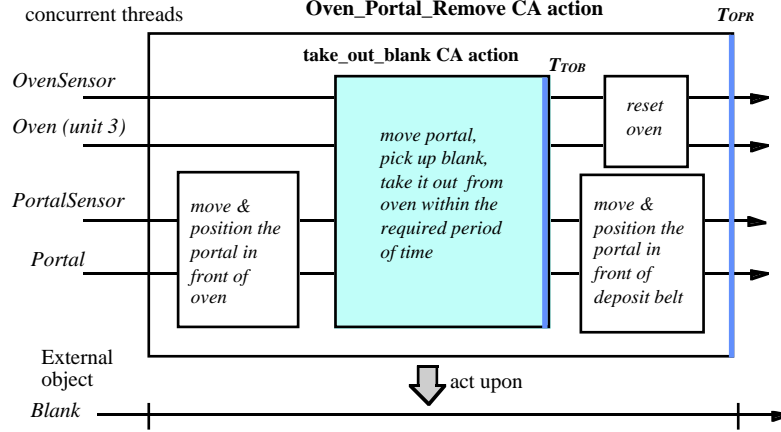 Oven_Portal_Remove CA action
TOPR
concurrent threads
take_out_blank CA action
TTOB
OvenSensor
Oven (unit 3)
PortalSensor
Portal
move &
position the
portal in
front of
oven
move portal,
pick up blank,
take it out from
oven within the
required period
of time
reset
oven
move &
position the
portal in
front of
deposit belt
External
object
act upon
Blank